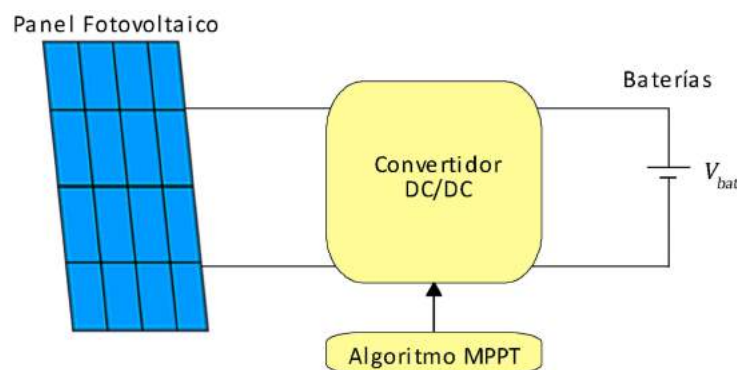 Panel Fotovoltaico
Baterías
Convertidor
DC/DC
V_bat
Algoritmo MPPT